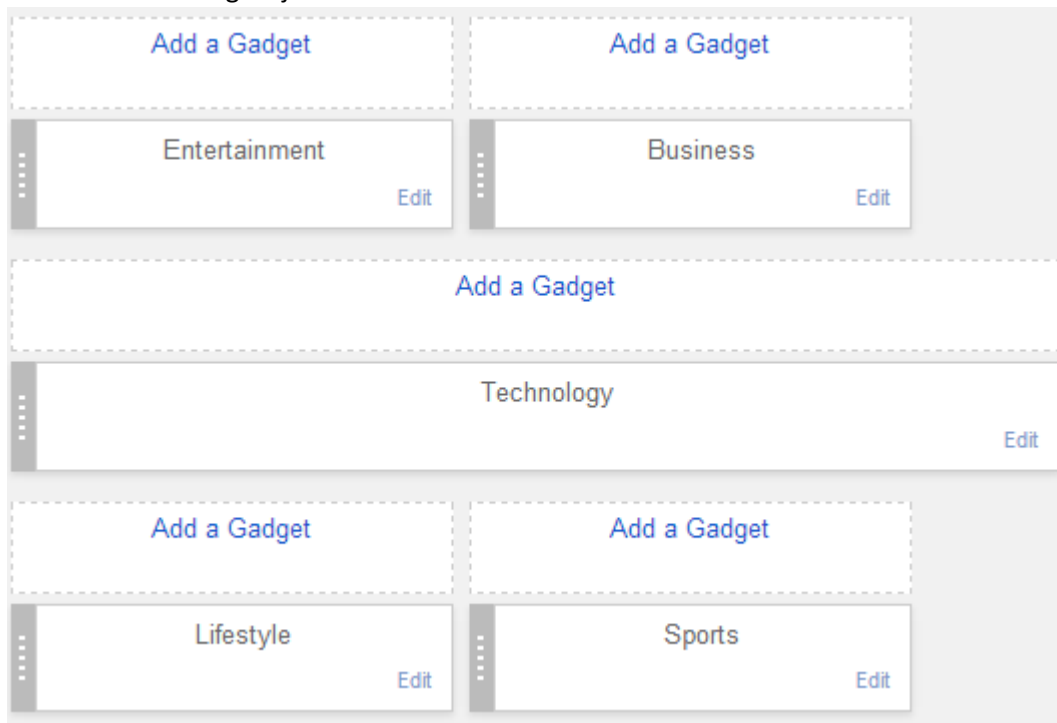 Add a Gadget
Add a Gadget
Entertainment
Edit
Business
Edit
Add a Gadget
Technology
Edit
Add a Gadget
Add a Gadget
Lifestyle
Edit
Sports
Edit